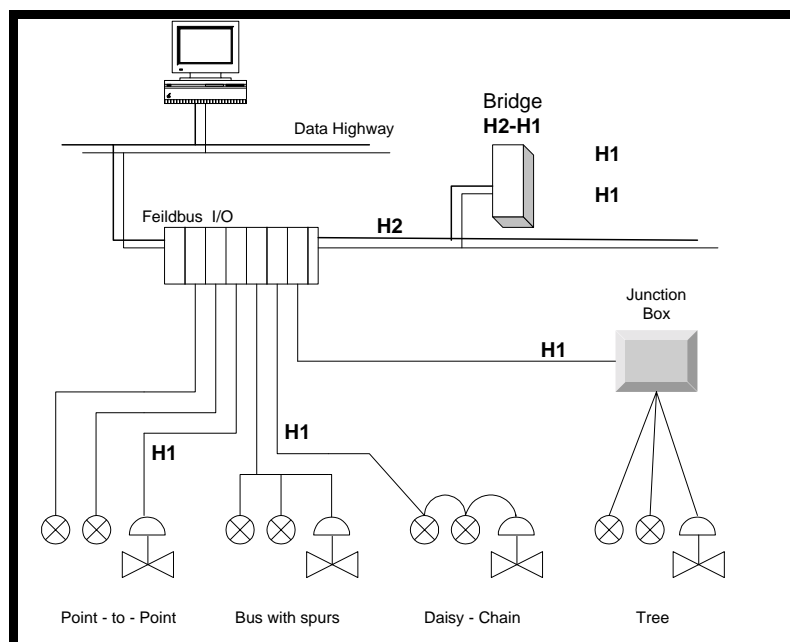 Bridge
H2-H1
Data Highway
H1
H1
Feildbus I/O
H2
Junction
Box
H1
H1
H1
Point - to - Point
Bus with spurs
Daisy - Chain
Tree